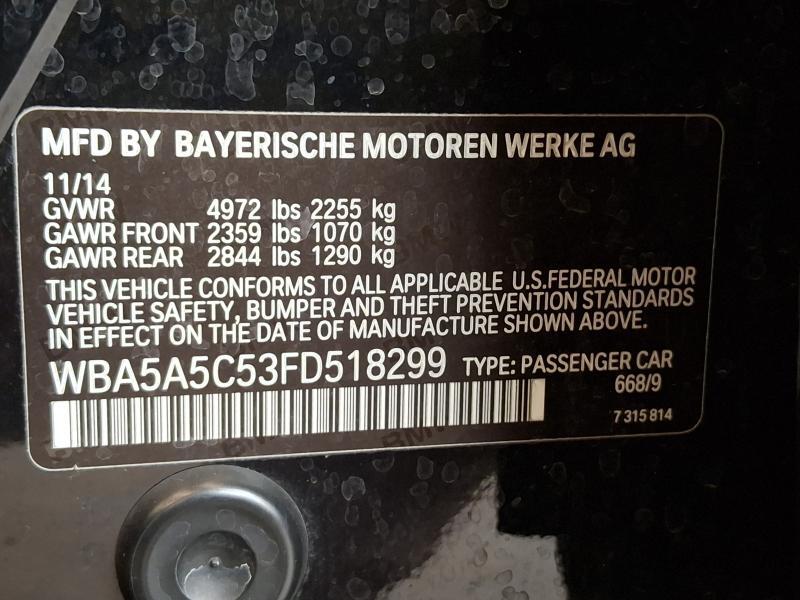 MFD BY BAYERISCHE MOTOREN WERKE AG
11/14
GVWR 4972 lbs 2255 kg
GAWR FRONT 2359 lbs 1070 kg
GAWR REAR 2844 lbs 1290 kg
THIS VEHICLE CONFORMS TO ALL APPLICABLE U.S.FEDERAL MOTOR
VEHICLE SAFETY, BUMPER AND THEFT PREVENTION STANDARDS
IN EFFECT ON THE DATE OF MANUFACTURE SHOWN ABOVE.
WBA5A5C53FD518299 TYPE: PASSENGER CAR
668/9
7 315 814